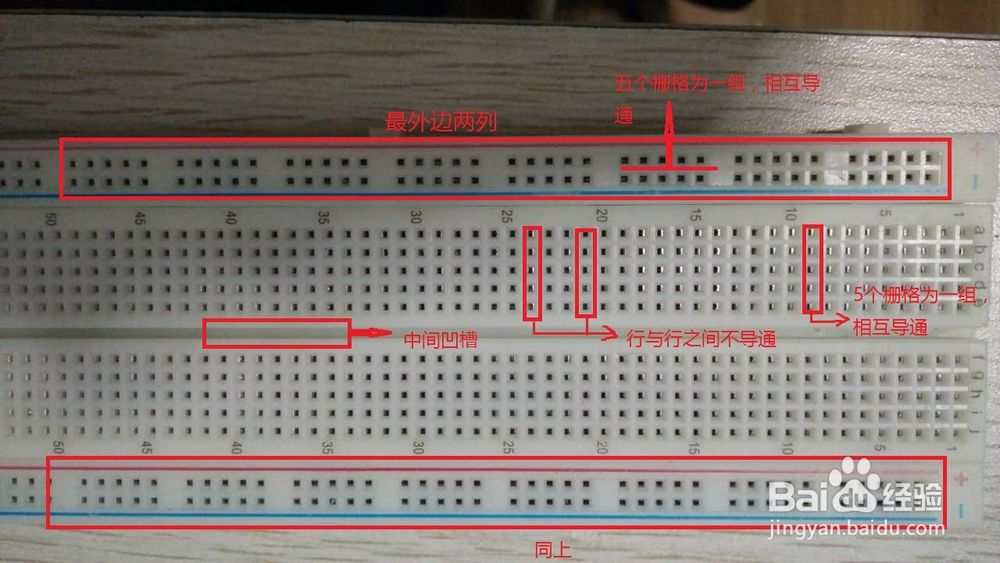 五个栅格为一组，相互导
通
最外边两列
+
-
50 45 40 35 30 25 20 15 10 5 1
a
b
c
d
5个栅格为一组，
相互导通
中间凹槽
行与行之间不导通
f
g
h
i
j
50 45 40 35 30 25 20 15 10 5 1
+
-
Baidu经验
jingyan.baidu.com
同上